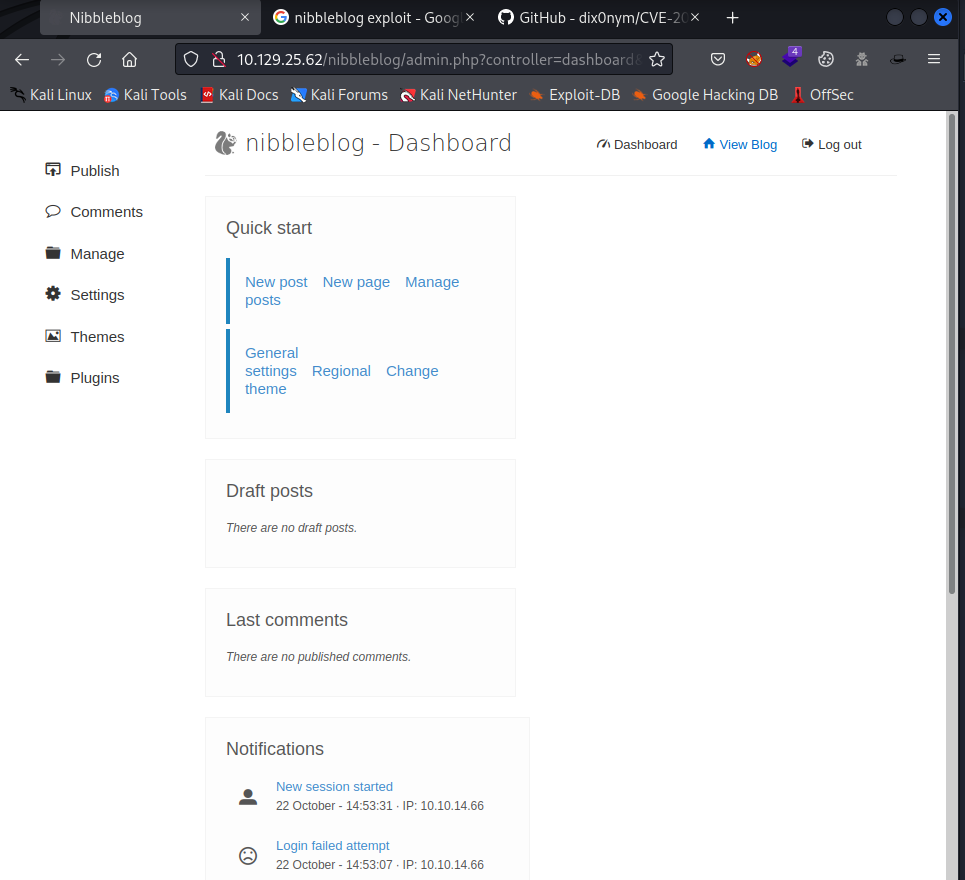 Nibbleblog
nibbleblog exploit - Goog
GitHub - dix0nym/CVE-20
10.129.25.62/nibbleblog/admin.php?controller=dashboard&
4
Kali Linux Kali Tools Kali Docs Kali Forums Kali NetHunter Exploit-DB Google Hacking DB OffSec
nibbleblog - Dashboard
Dashboard View Blog Log out
Publish
Comments
Manage
Settings
Themes
Plugins
Quick start
New post New page Manage
posts
General
settings Regional Change
theme
Draft posts
There are no draft posts.
Last comments
There are no published comments.
Notifications
New session started
22 October - 14:53:31 · IP: 10.10.14.66
Login failed attempt
22 October - 14:53:07 · IP: 10.10.14.66